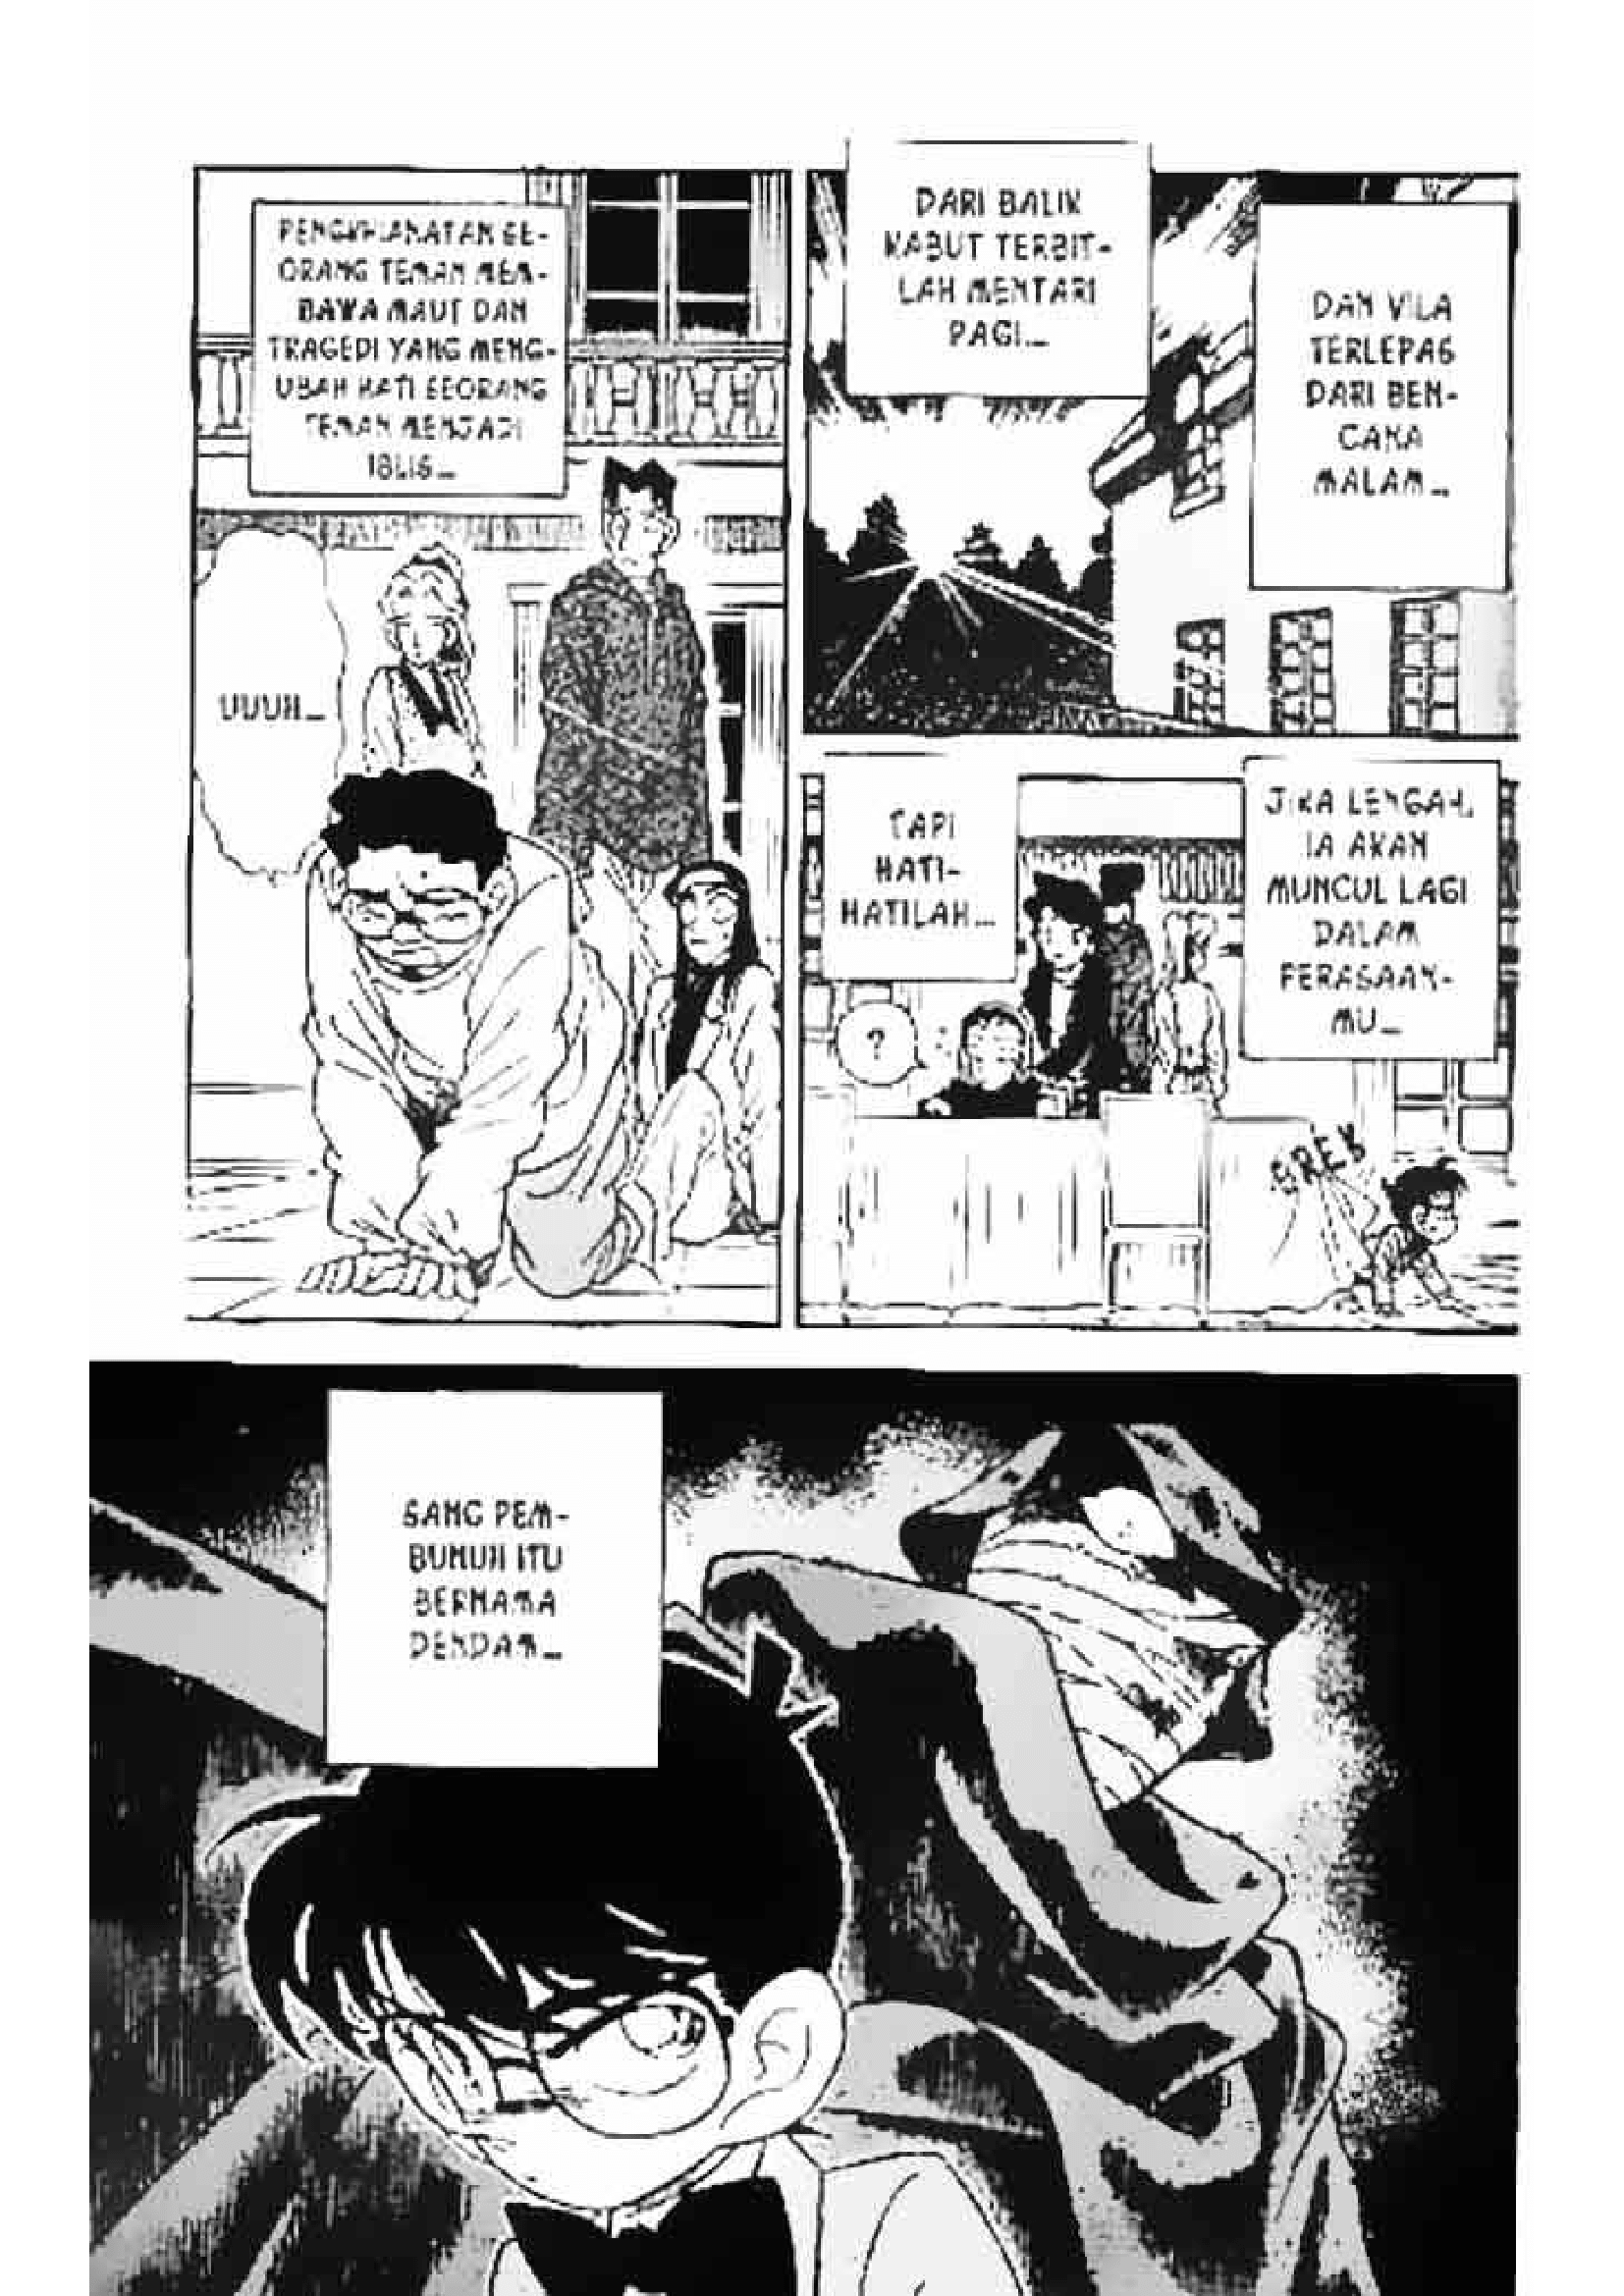 PENGKHIANATAN SE-
ORANG TEMAN MEM-
BAWA MAUT DAN
TRAGEDI YANG MENG-
UBAH HATI SEORANG
TEMAN MENJADI
IBLIS...
UUUH...
DARI BALIK
KABUT TERBIT-
LAH MENTARI
PAGI...
DAN VILA
TERLEPAS
DARI BEN-
CANA
MALAM...
TAPI
HATI-
HATILAH...
JIKA LENGAH,
IA AKAN
MUNCUL LAGI
DALAM
PERASAAN-
MU...
?
SREK
SANG PEM-
BUNUH ITU
BERNAMA
DENDAM...